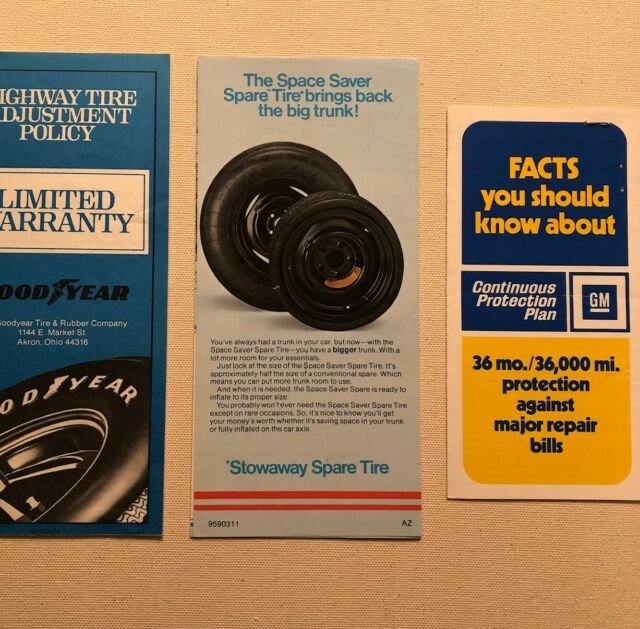 HIGHWAY TIRE
ADJUSTMENT
POLICY
LIMITED
WARRANTY
GOODYEAR
Goodyear Tire & Rubber Company
1144 E. Market St.
Akron, Ohio 44316
GOODYEAR
The Space Saver
Spare Tire* brings back
the big trunk!
You've always had a trunk in your car, but now—with the
Space Saver Spare Tire—you have a bigger trunk. With a
lot more room for your essentials.
Just look at the size of the Space Saver Spare Tire. It's
approximately half the size of a conventional spare. Which
means you can put more trunk room to use.
And when it is needed, the Space Saver Spare is ready to
inflate to its proper size.
You probably won't ever need the Space Saver Spare Tire
except on rare occasions. So, it's nice to know you'll get
your money's worth whether it's saving space in your trunk
or fully inflated on the car axle.
*Stowaway Spare Tire
9590311 AZ
FACTS
you should
know about
Continuous
Protection
Plan
GM
36 mo./36,000 mi.
protection
against
major repair
bills